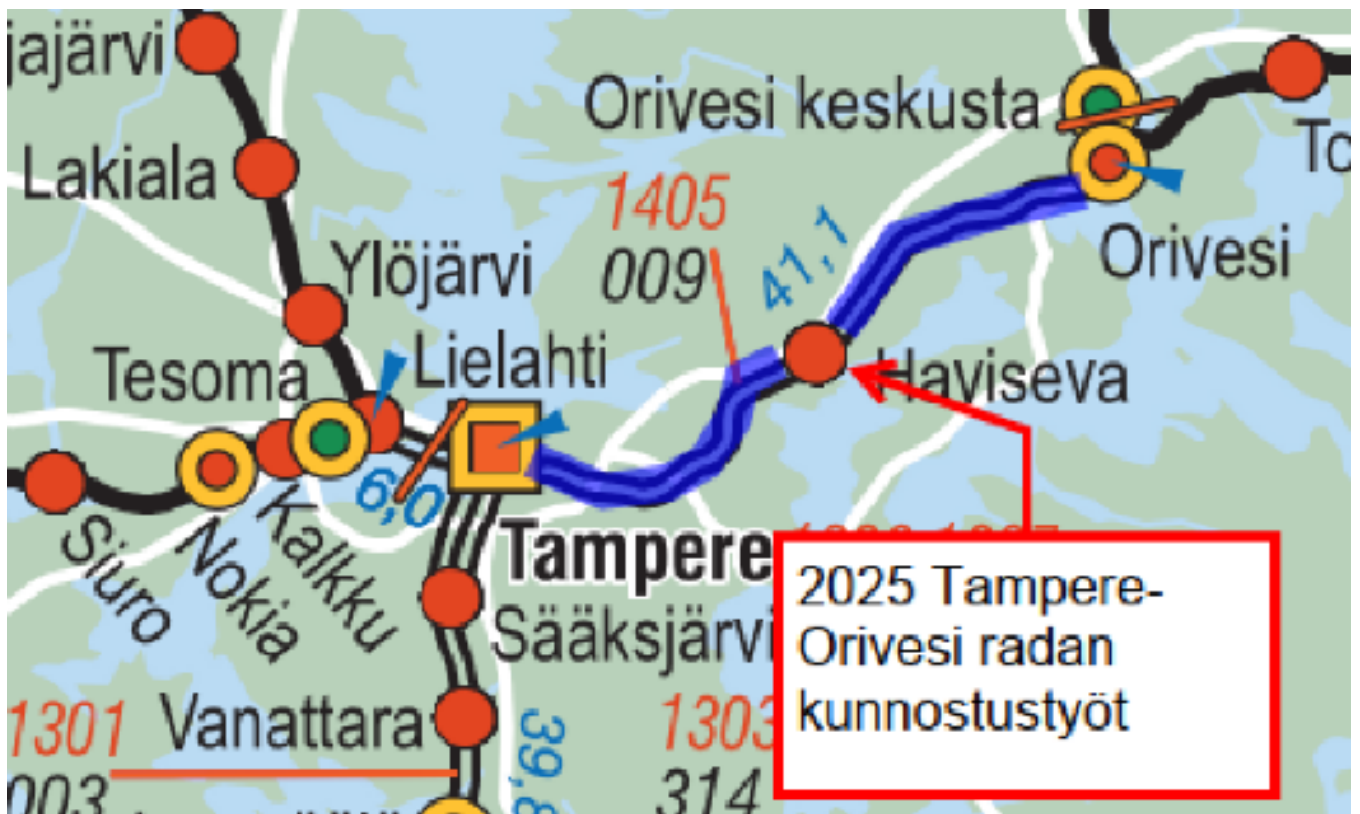 jajärvi
Orivesi keskusta
Lakiala
1405
009
41,1
Orivesi
Ylöjärvi
Tesoma
Lielahti
Haviseva
6,0
Siuro
Nokia
Kalkku
Tampere
2025 Tampere-
Orivesi radan
kunnostustyöt
Sääksjärvi
1301
003
Vanattara
39,8
1303
314